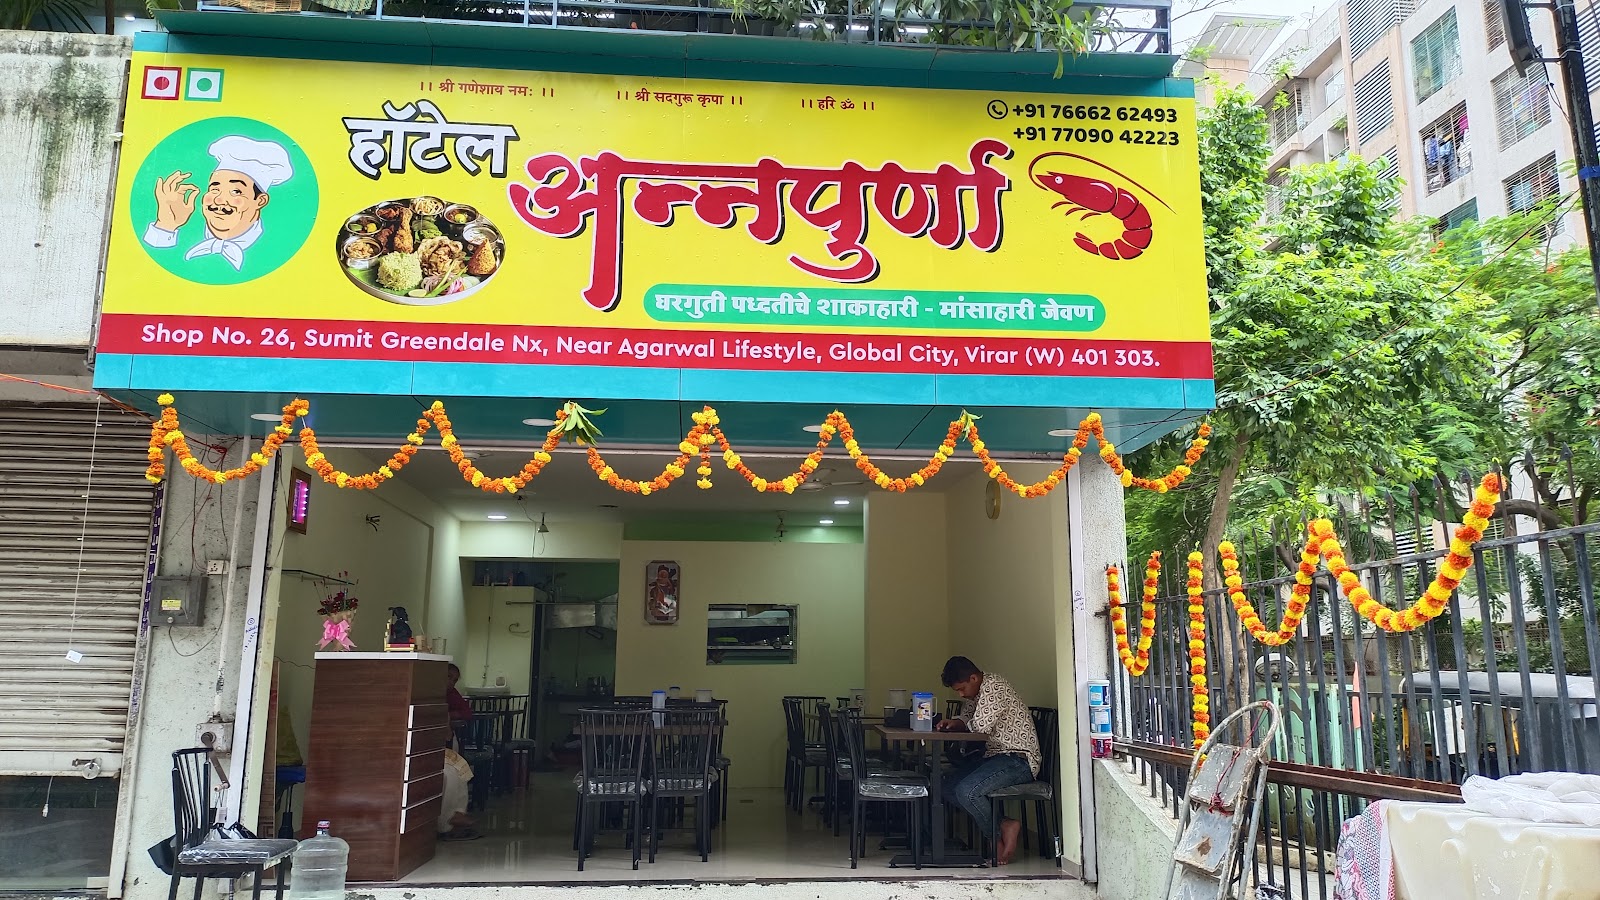 ।। श्री गणेशाय नमः ।।
।। श्री सदगुरू कृपा ।।
।। हरि ॐ ।।
+91 76662 62493
+91 77090 42223
हॉटेल
अन्नपुर्णा
घरगुती पध्दतीचे शाकाहारी - मांसाहारी जेवण
Shop No. 26, Sumit Greendale Nx, Near Agarwal Lifestyle, Global City, Virar (W) 401 303.